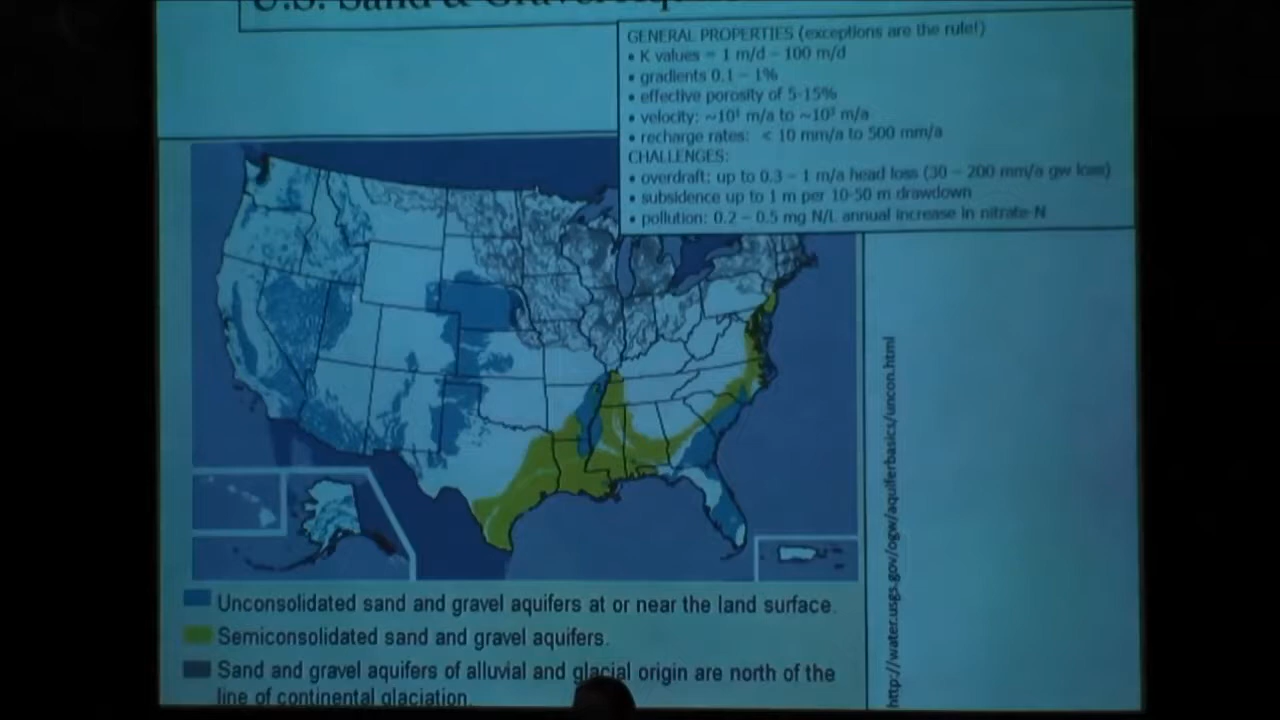 U.S. Sand & Gravel
GENERAL PROPERTIES (exceptions are the rule!)
• K values = 1 m/d – 100 m/d
• gradients 0.1 – 1%
• effective porosity of 5-15%
• velocity: ~10¹ m/a to ~10³ m/a
• recharge rates: < 10 mm/a to 500 mm/a
CHALLENGES:
• overdraft: up to 0.3 – 1 m/a head loss (30 – 200 mm/a gw loss)
• subsidence up to 1 m per 10-50 m drawdown
• pollution: 0.2 – 0.5 mg N/L annual increase in nitrate-N
Unconsolidated sand and gravel aquifers at or near the land surface.
Semiconsolidated sand and gravel aquifers.
Sand and gravel aquifers of alluvial and glacial origin are north of the
line of continental glaciation.
http://water.usgs.gov/ogw/aquiferbasics/uncon.html